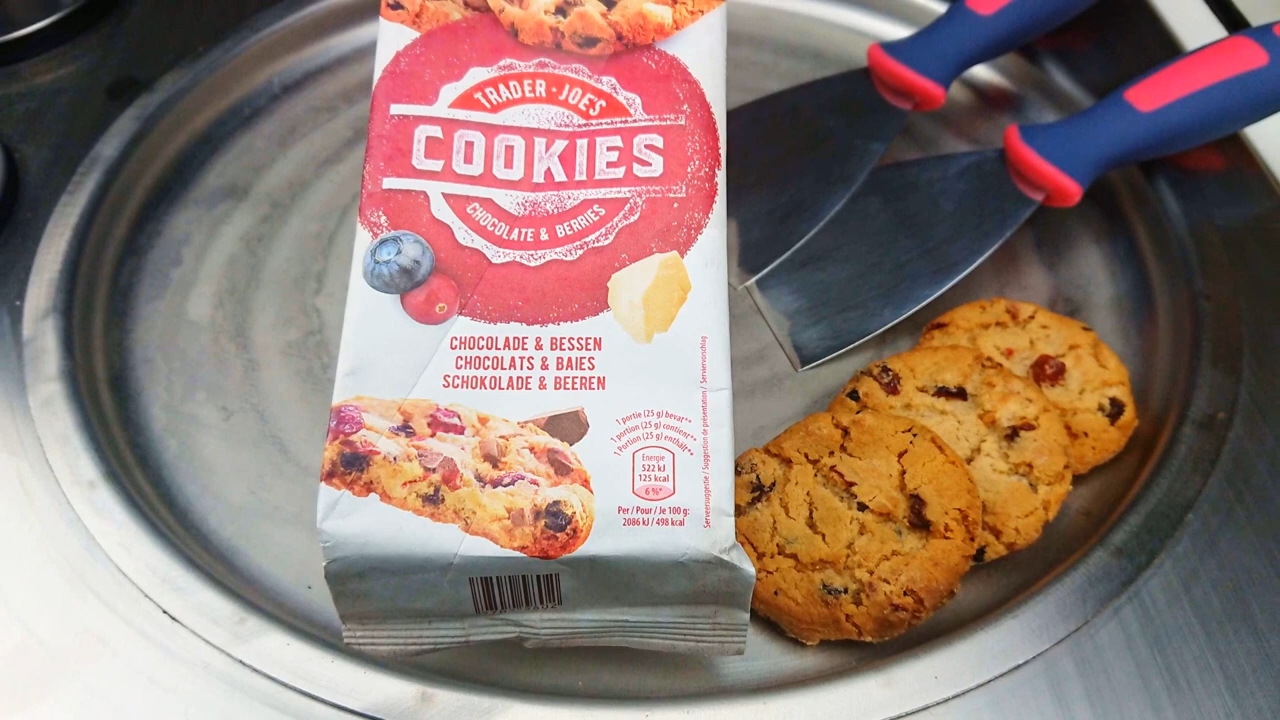 TRADER · JOE'S
COOKIES
CHOCOLATE & BERRIES
CHOCOLADE & BESSEN
CHOCOLATS & BAIES
SCHOKOLADE & BEEREN
1 portie (25 g) bevat**
1 portion (25 g) contient**
1 Portion (25 g) enthält**
Energie
522 kJ
125 kcal
6 %*
Per / Pour / Je 100 g:
2086 kJ / 498 kcal
Serveersuggestie / Suggestion de présentation / Serviervorschlag